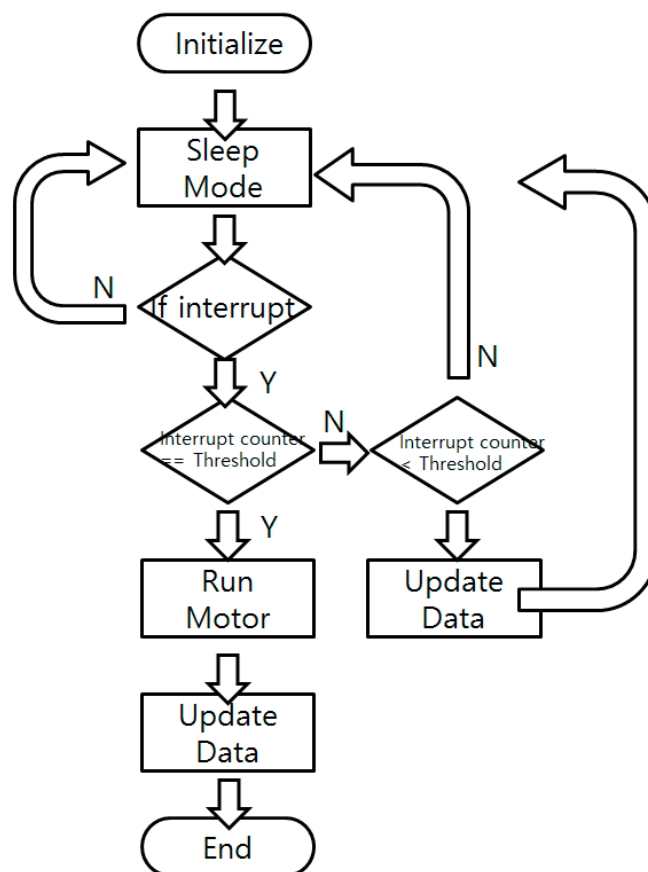 Initialize
Sleep
Mode
N
If interrupt
Y
N
Interrupt counter
== Threshold
N
Interrupt counter
< Threshold
Y
Run
Motor
Update
Data
Update
Data
End